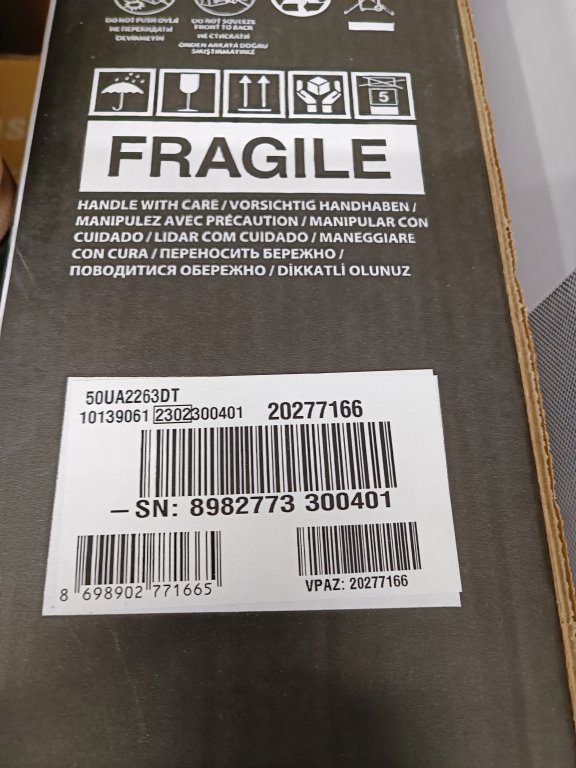 DO NOT PUSH OVER
НЕ ПЕРЕКИДАТИ
DEVİRMEYİN
DO NOT SQUEEZE
FRONT TO BACK
НЕ СТИСКАТИ
ÖNDEN ARKAYA DOĞRU
SIKIŞTIRMAYINIZ
5
FRAGILE
HANDLE WITH CARE / VORSICHTIG HANDHABEN /
MANIPULEZ AVEC PRÉCAUTION / MANIPULAR CON
CUIDADO / LIDAR COM CUIDADO / MANEGGIARE
CON CURA / ПЕРЕНОСИТЬ БЕРЕЖНО /
ПОВОДИТИСЯ ОБЕРЕЖНО / DİKKATLİ OLUNUZ
50UA2263DT
10139061 2302300401 20277166
– SN: 8982773 300401
8 698902 771665
VPAZ: 20277166